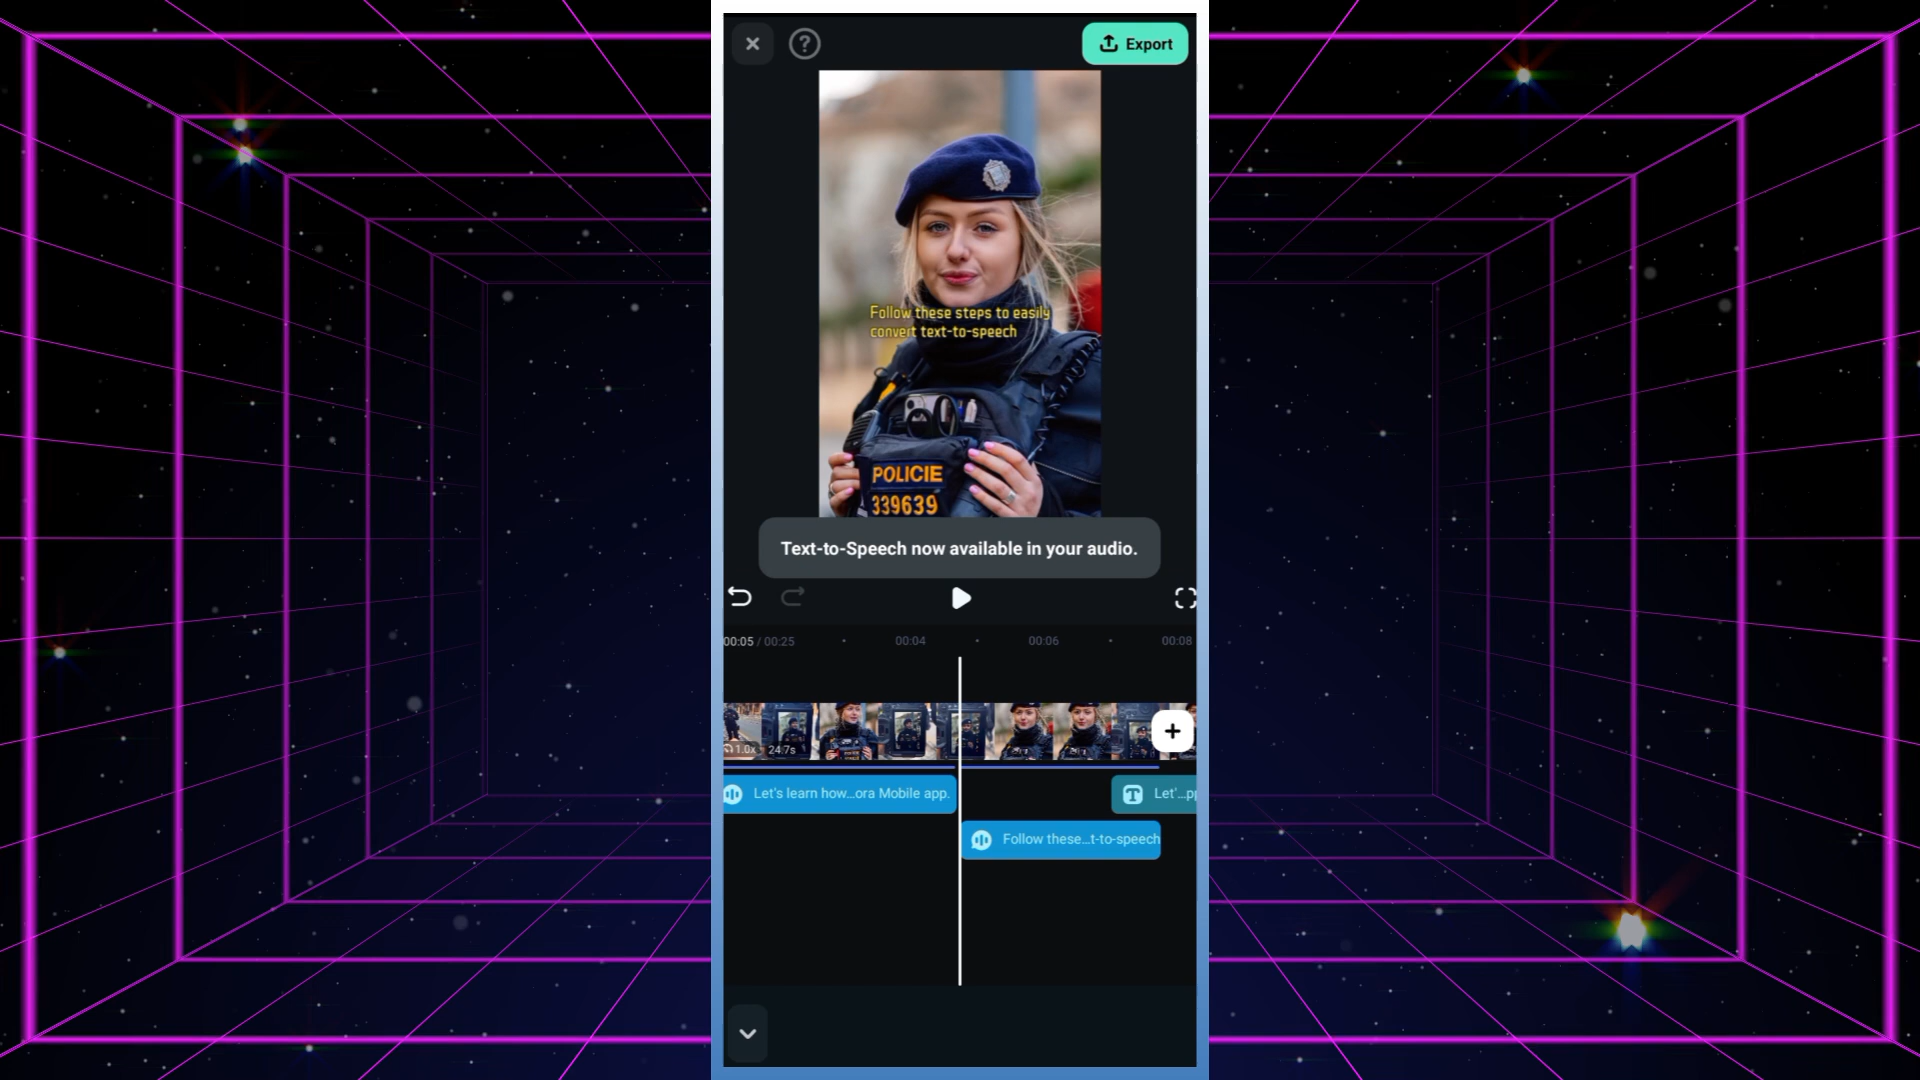 Export
Follow these steps to easily
convert text-to-speech
POLICIE
339639
Text-to-Speech now available in your audio.
00:05 / 00:25
00:04
00:06
00:08
1.0x
24.7s
Let's learn how...ora Mobile app.
Let'...pp
Follow these...t-to-speech